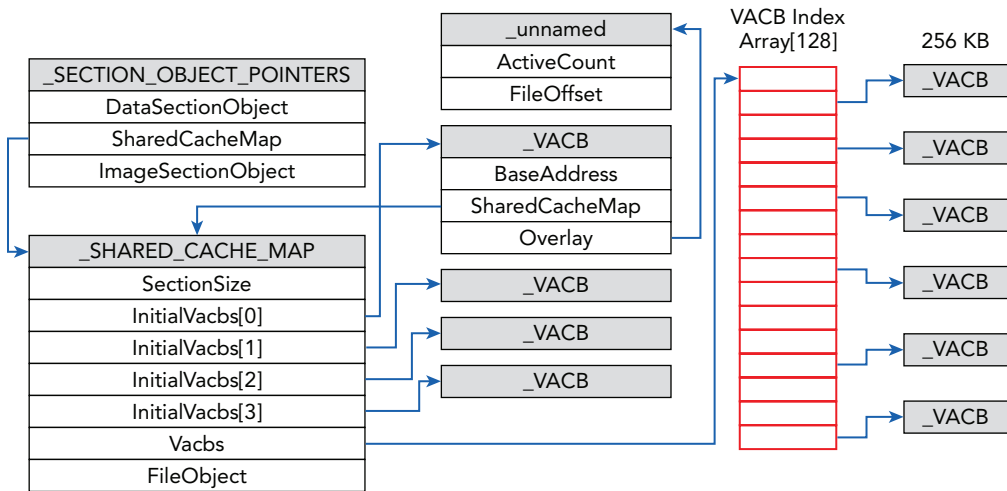 _SECTION_OBJECT_POINTERS
DataSectionObject
SharedCacheMap
ImageSectionObject
_SHARED_CACHE_MAP
SectionSize
InitialVacbs[0]
InitialVacbs[1]
InitialVacbs[2]
InitialVacbs[3]
Vacbs
FileObject
_unnamed
ActiveCount
FileOffset
_VACB
BaseAddress
SharedCacheMap
Overlay
_VACB
_VACB
_VACB
VACB Index
Array[128]
256 KB
_VACB
_VACB
_VACB
_VACB
_VACB
_VACB